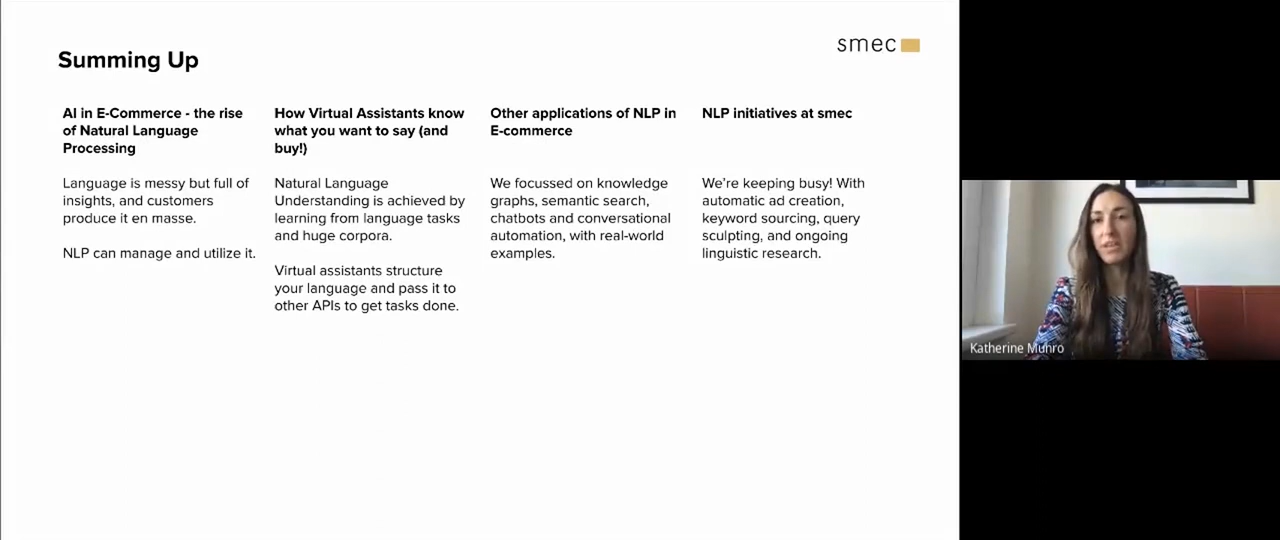 smec
Summing Up
AI in E-Commerce - the rise
of Natural Language
Processing
Language is messy but full of
insights, and customers
produce it en masse.
NLP can manage and utilize it.
How Virtual Assistants know
what you want to say (and
buy!)
Natural Language
Understanding is achieved by
learning from language tasks
and huge corpora.
Virtual assistants structure
your language and pass it to
other APIs to get tasks done.
Other applications of NLP in
E-commerce
We focussed on knowledge
graphs, semantic search,
chatbots and conversational
automation, with real-world
examples.
NLP initiatives at smec
We're keeping busy! With
automatic ad creation,
keyword sourcing, query
sculpting, and ongoing
linguistic research.
Katherine Munro